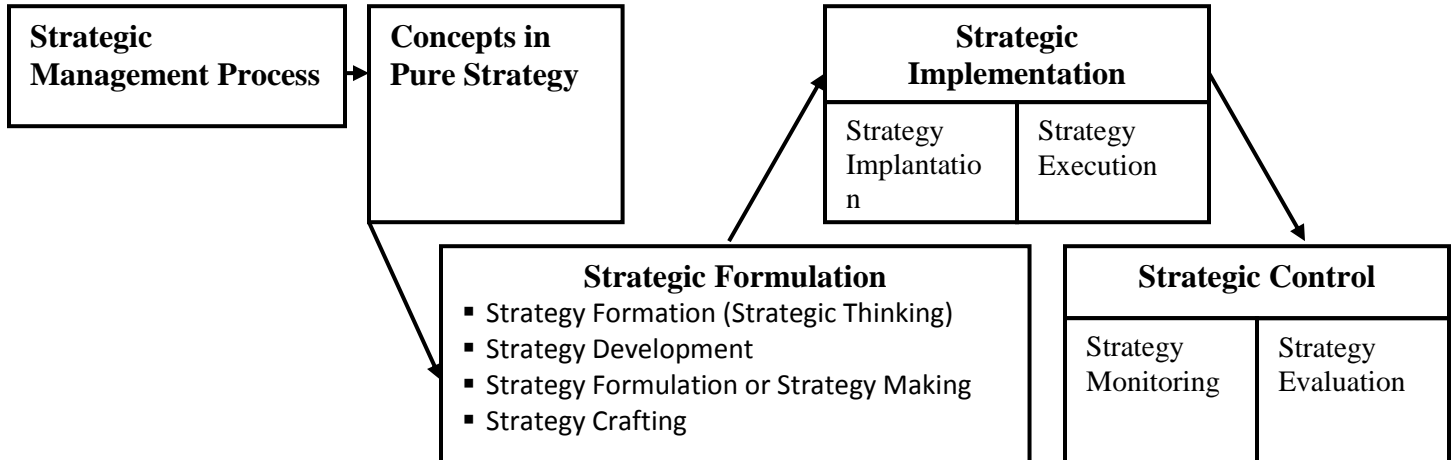 Strategic
Management Process
Concepts in
Pure Strategy
Strategic
Implementation
Strategy
Implantatio
n
Strategy
Execution
Strategic Formulation
▪ Strategy Formation (Strategic Thinking)
▪ Strategy Development
▪ Strategy Formulation or Strategy Making
▪ Strategy Crafting
Strategic Control
Strategy
Monitoring
Strategy
Evaluation